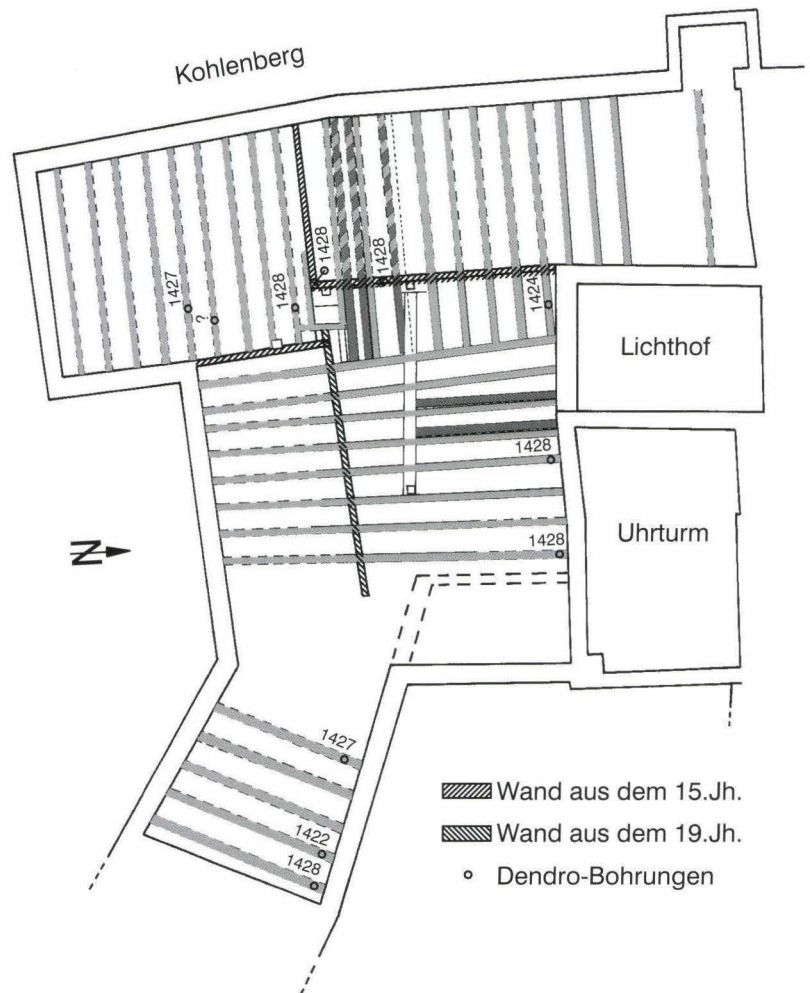 Kohlenberg
1428
1428
1427
?
1428
1424
Lichthof
1428
Uhrturm
N
1428
1427
1422
1428
Wand aus dem 15.Jh.
Wand aus dem 19.Jh.
Dendro-Bohrungen